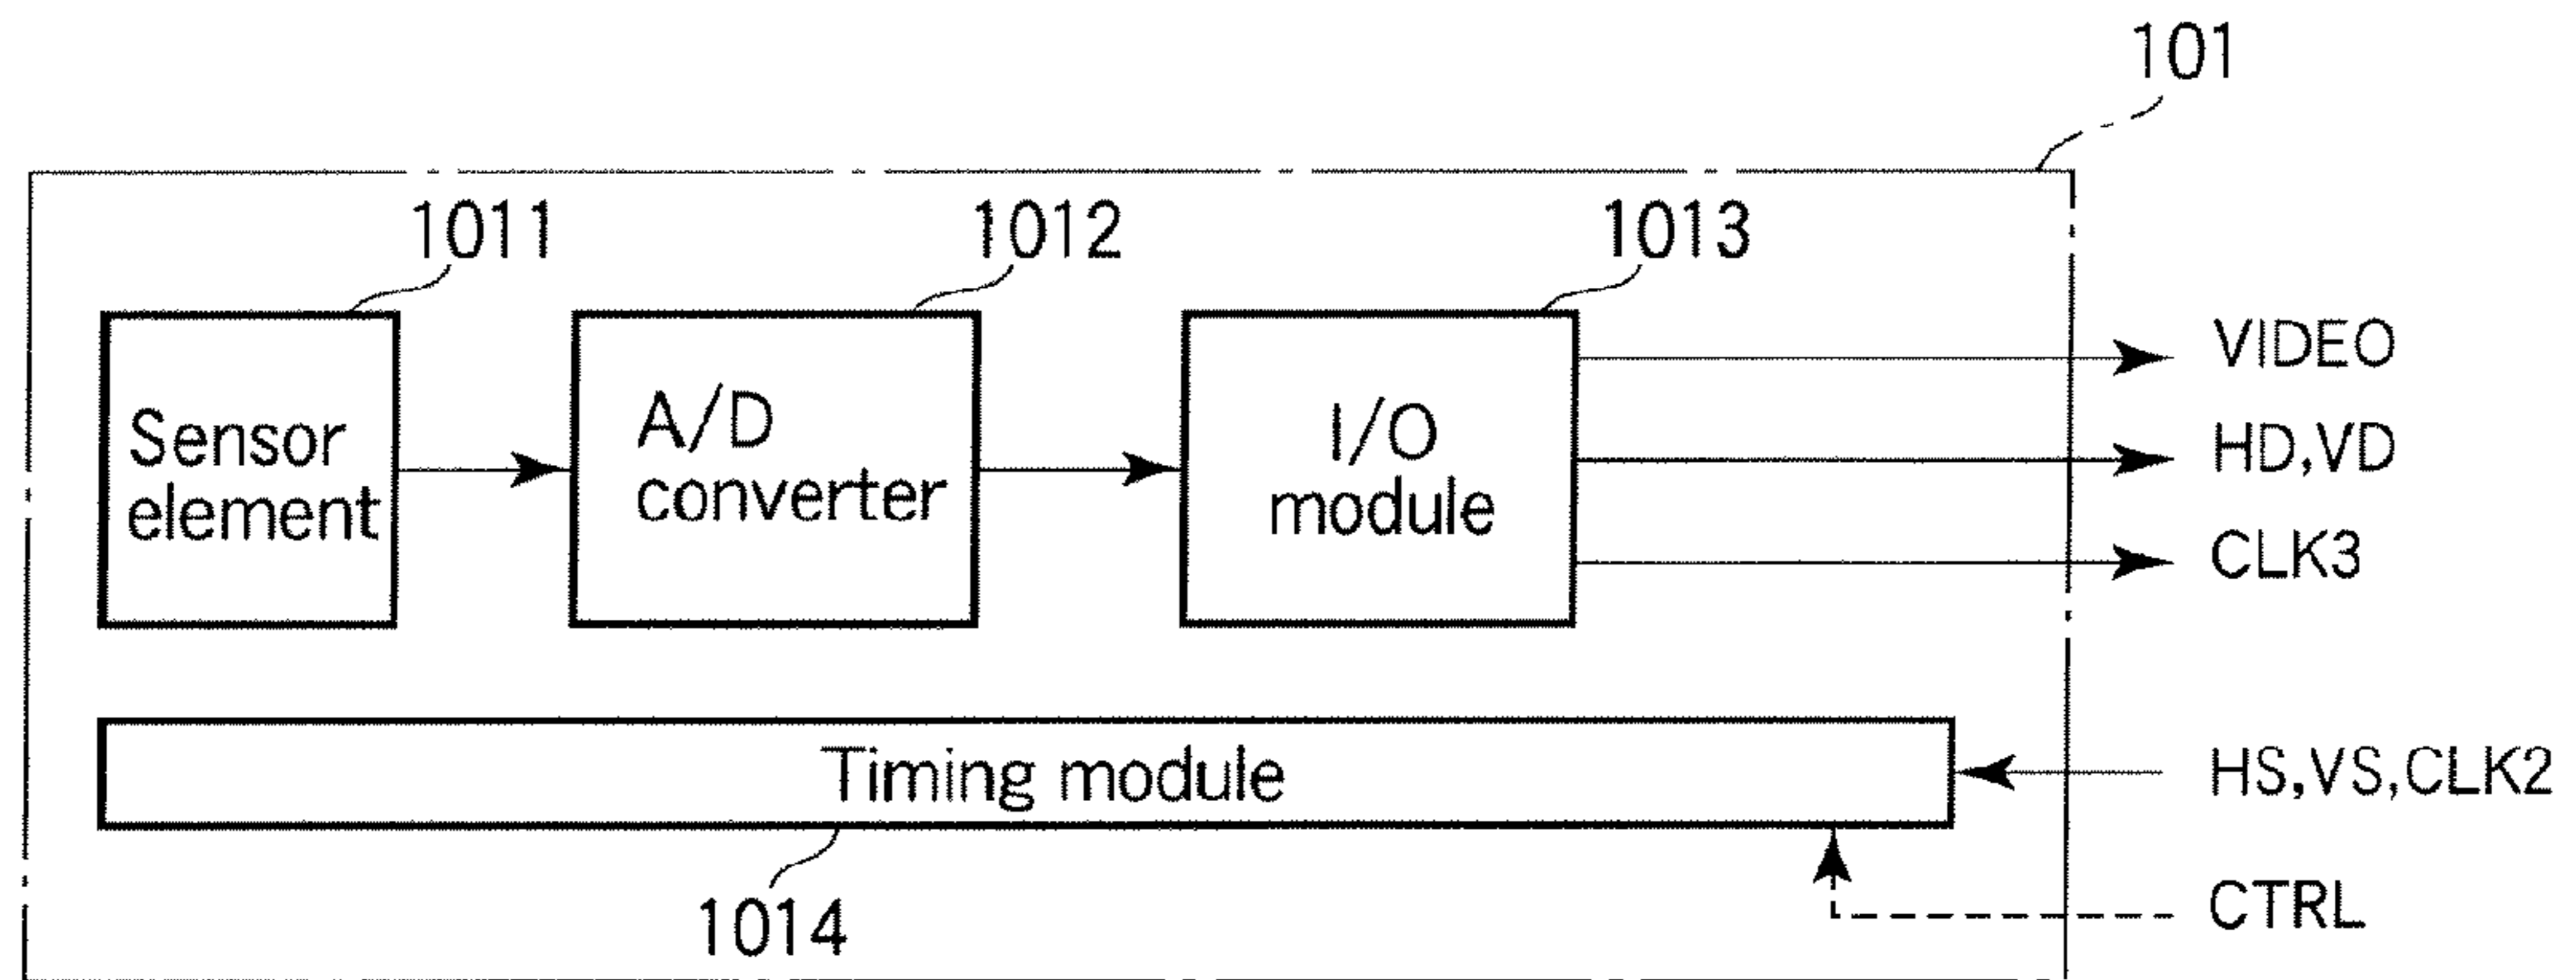 101
1011
1012
1013
Sensor
element
A/D
converter
I/O
module
VIDEO
HD,VD
CLK3
Timing module
HS,VS,CLK2
1014
CTRL